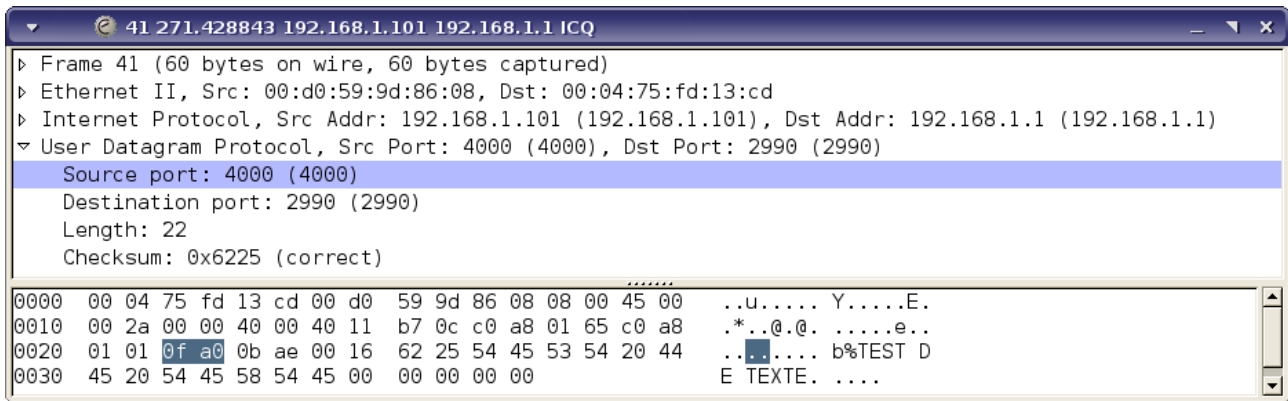 41 271.428843 192.168.1.101 192.168.1.1 ICQ
Frame 41 (60 bytes on wire, 60 bytes captured)
Ethernet II, Src: 00:d0:59:9d:86:08, Dst: 00:04:75:fd:13:cd
Internet Protocol, Src Addr: 192.168.1.101 (192.168.1.101), Dst Addr: 192.168.1.1 (192.168.1.1)
User Datagram Protocol, Src Port: 4000 (4000), Dst Port: 2990 (2990)
Source port: 4000 (4000)
Destination port: 2990 (2990)
Length: 22
Checksum: 0x6225 (correct)
0000 00 04 75 fd 13 cd 00 d0 59 9d 86 08 08 00 45 00 ..u..... Y.....E.
0010 00 2a 00 00 40 00 40 11 b7 0c c0 a8 01 65 c0 a8 .*..@.@. .....e..
0020 01 01 0f a0 0b ae 00 16 62 25 54 45 53 54 20 44 ........ b%TEST D
0030 45 20 54 45 58 54 45 00 00 00 00 00 E TEXTE. ....